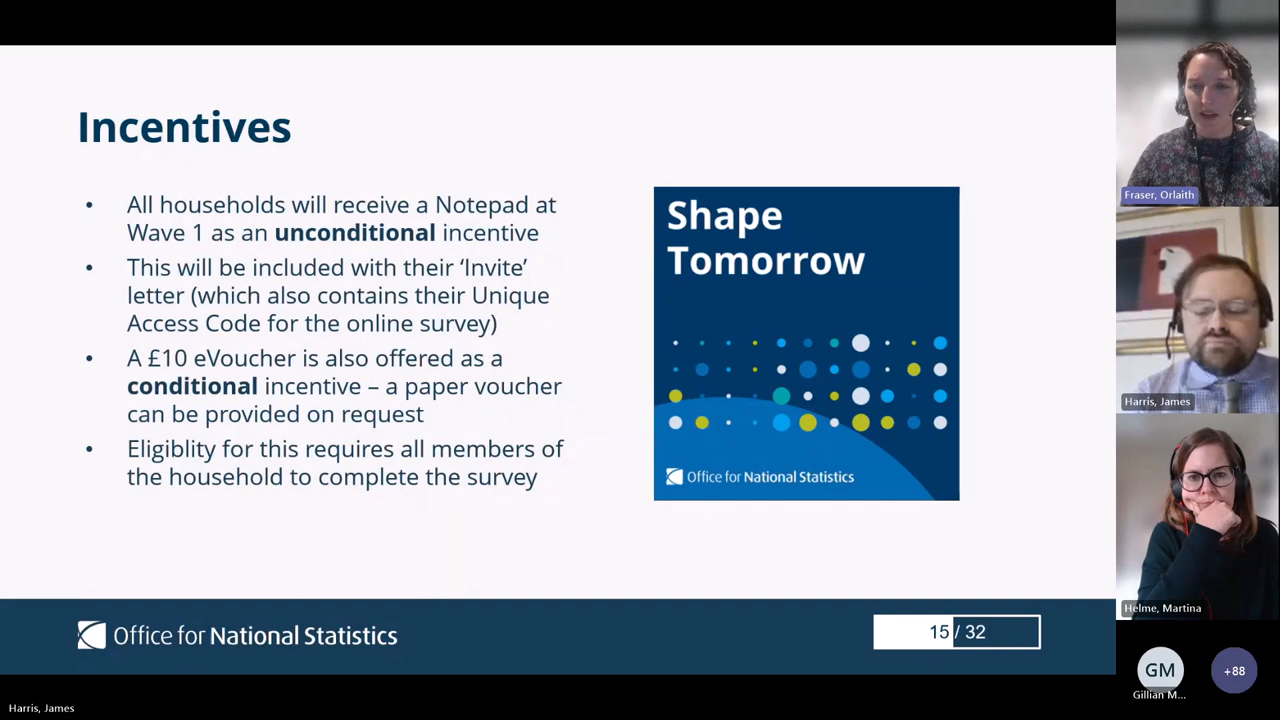 Incentives
• All households will receive a Notepad at
Wave 1 as an unconditional incentive
• This will be included with their ‘Invite’
letter (which also contains their Unique
Access Code for the online survey)
• A £10 eVoucher is also offered as a
conditional incentive – a paper voucher
can be provided on request
• Eligiblity for this requires all members of
the household to complete the survey
Shape
Tomorrow
Office for National Statistics
Office for National Statistics
15 / 32
Fraser, Orlaith
Harris, James
Helme, Martina
GM
Gillian M...
+88
Harris, James